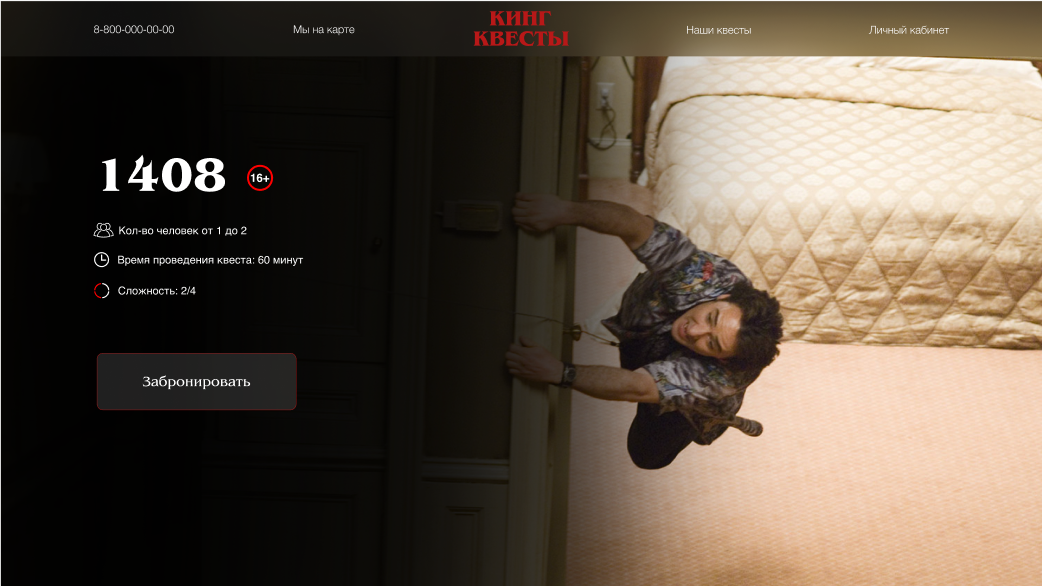 8-800-000-00-00
Мы на карте
КИНГ
КВЕСТЫ
Наши квесты
Личный кабинет
1408
16+
Кол-во человек от 1 до 2
Время проведения квеста: 60 минут
Сложность: 2/4
Забронировать